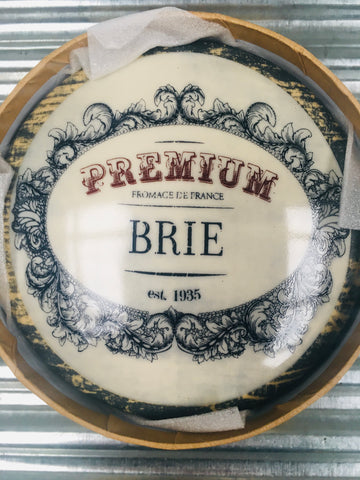 PREMIUM
FROMAGE DE FRANCE
BRIE
est. 1935